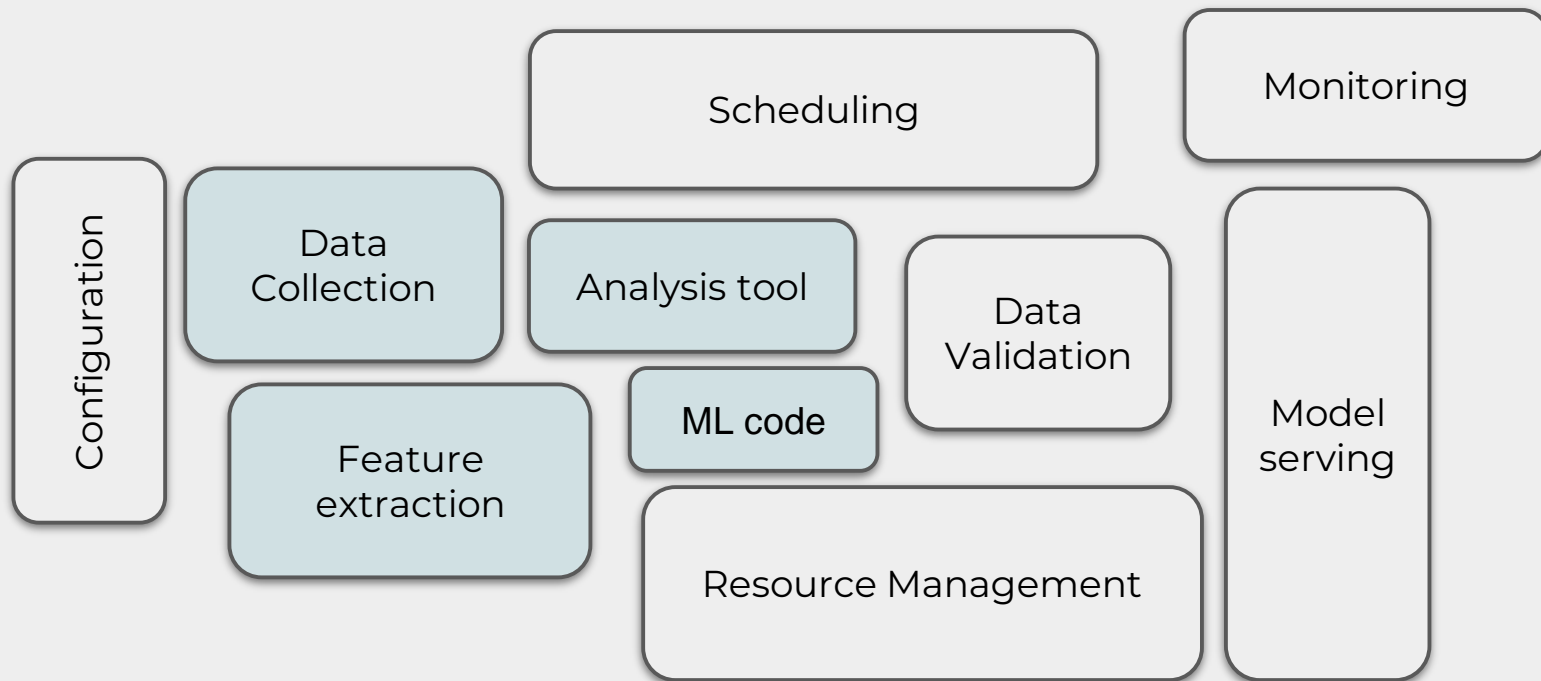 Scheduling
Monitoring
Configuration
Data
Collection
Analysis tool
Data
Validation
ML code
Feature
extraction
Model
serving
Resource Management